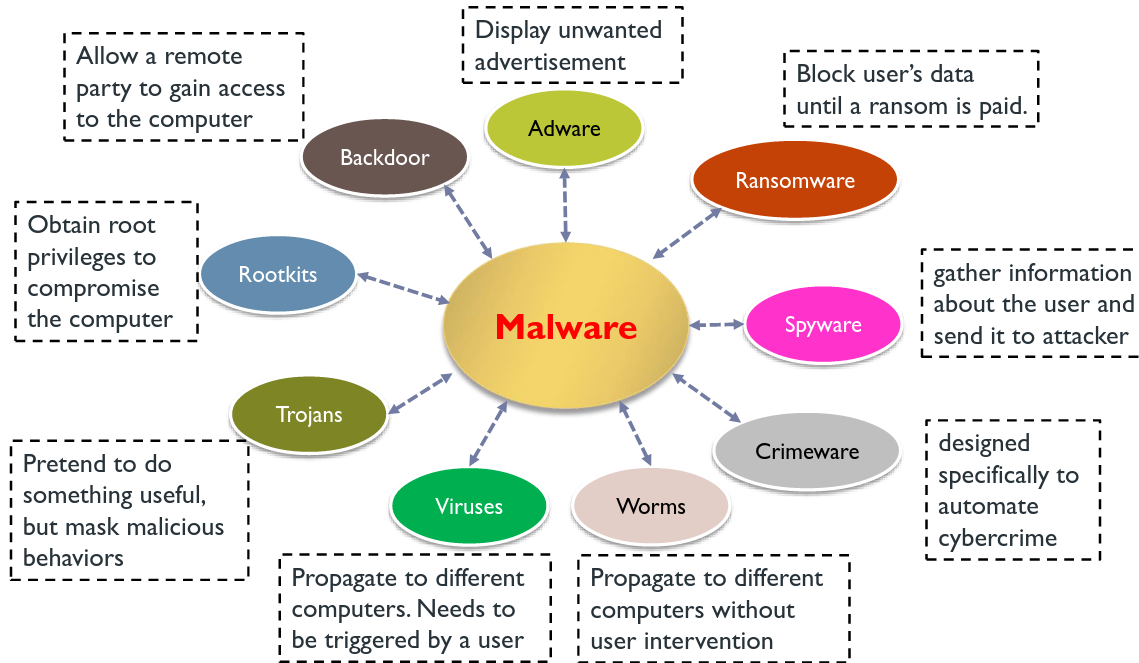 Display unwanted
advertisement
Adware
Allow a remote
party to gain access
to the computer
Backdoor
Block user's data
until a ransom is paid.
Ransomware
Obtain root
privileges to
compromise
the computer
Rootkits
Malware
Spyware
gather information
about the user and
send it to attacker
Trojans
Pretend to do
something useful,
but mask malicious
behaviors
Crimeware
designed
specifically to
automate
cybercrime
Viruses
Propagate to different
computers. Needs to
be triggered by a user
Worms
Propagate to different
computers without
user intervention